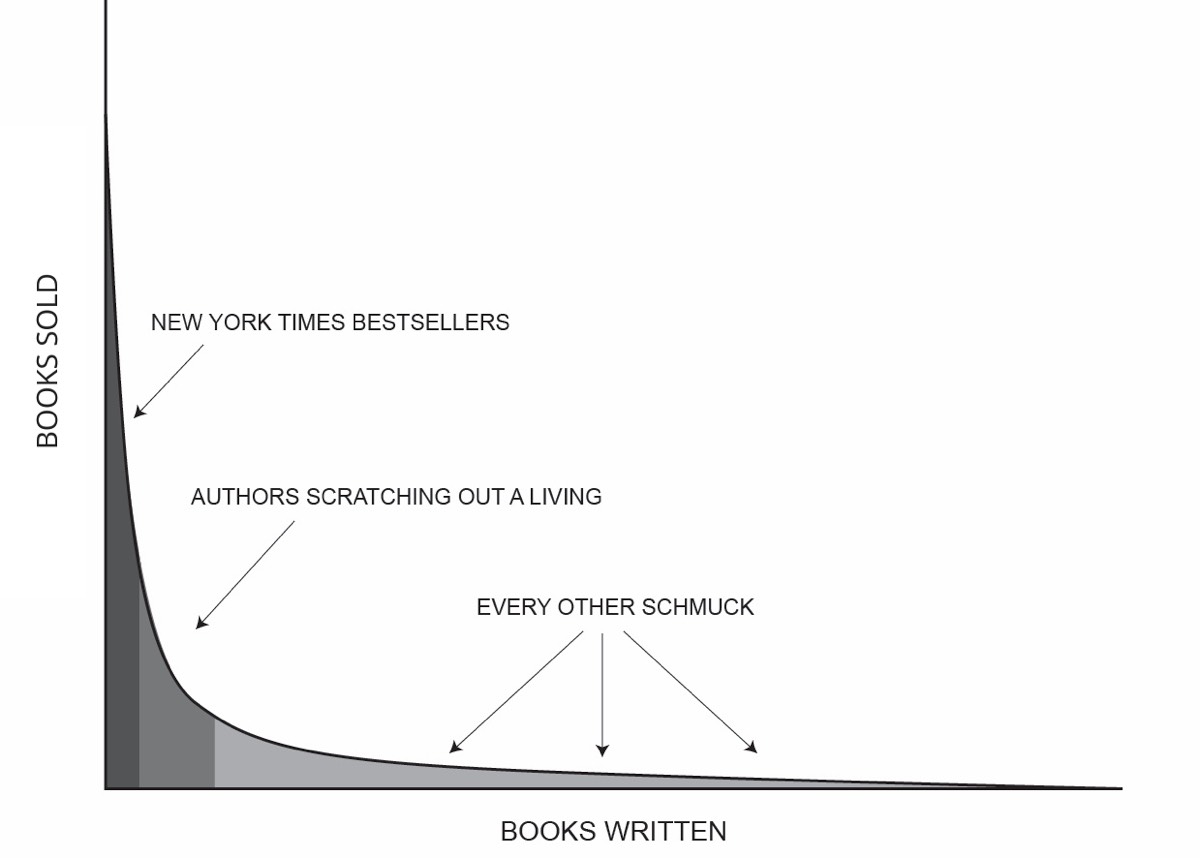 BOOKS SOLD
NEW YORK TIMES BESTSELLERS
AUTHORS SCRATCHING OUT A LIVING
EVERY OTHER SCHMUCK
BOOKS WRITTEN